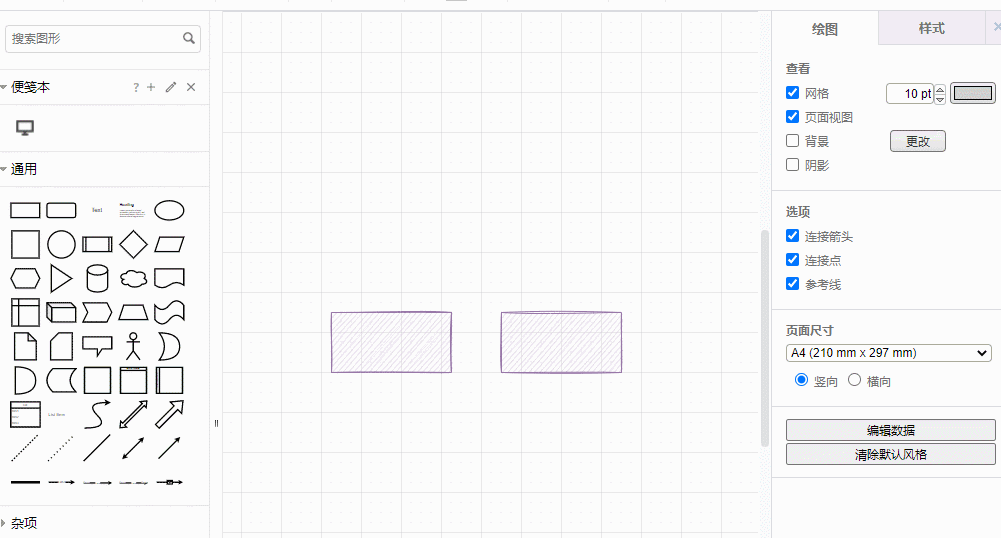 搜索图形
绘图
样式
便笺本
?
通用
Text
Heading
查看
网格
10 pt
页面视图
背景
更改
阴影
选项
连接箭头
连接点
参考线
页面尺寸
A4 (210 mm x 297 mm)
竖向
横向
编辑数据
清除默认风格
List Item
杂项